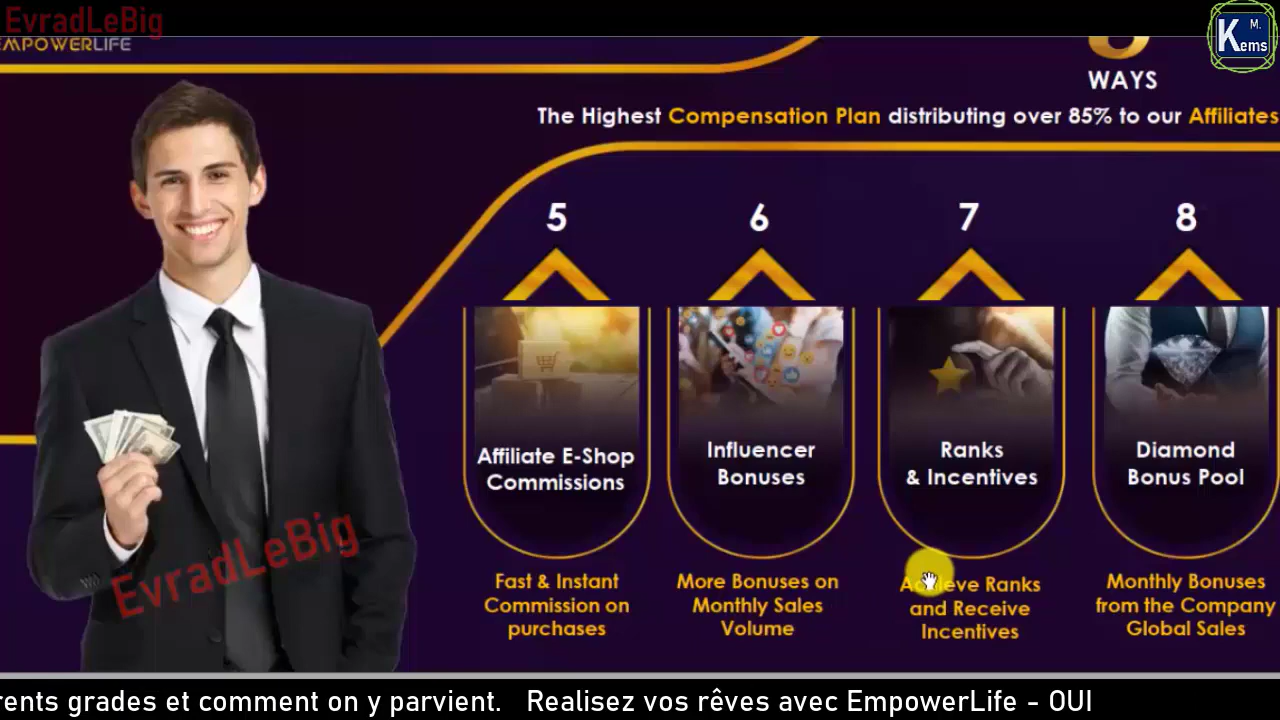 EvradLeBig
EMPOWERLIFE
M.
Kems
WAYS
The Highest Compensation Plan distributing over 85% to our Affiliates
5
6
7
8
Affiliate E-Shop
Commissions
Influencer
Bonuses
Ranks
& Incentives
Diamond
Bonus Pool
Fast & Instant
Commission on
purchases
More Bonuses on
Monthly Sales
Volume
Achieve Ranks
and Receive
Incentives
Monthly Bonuses
from the Company
Global Sales
EvradLeBig
rents grades et comment on y parvient. Realisez vos rêves avec EmpowerLife - OUI